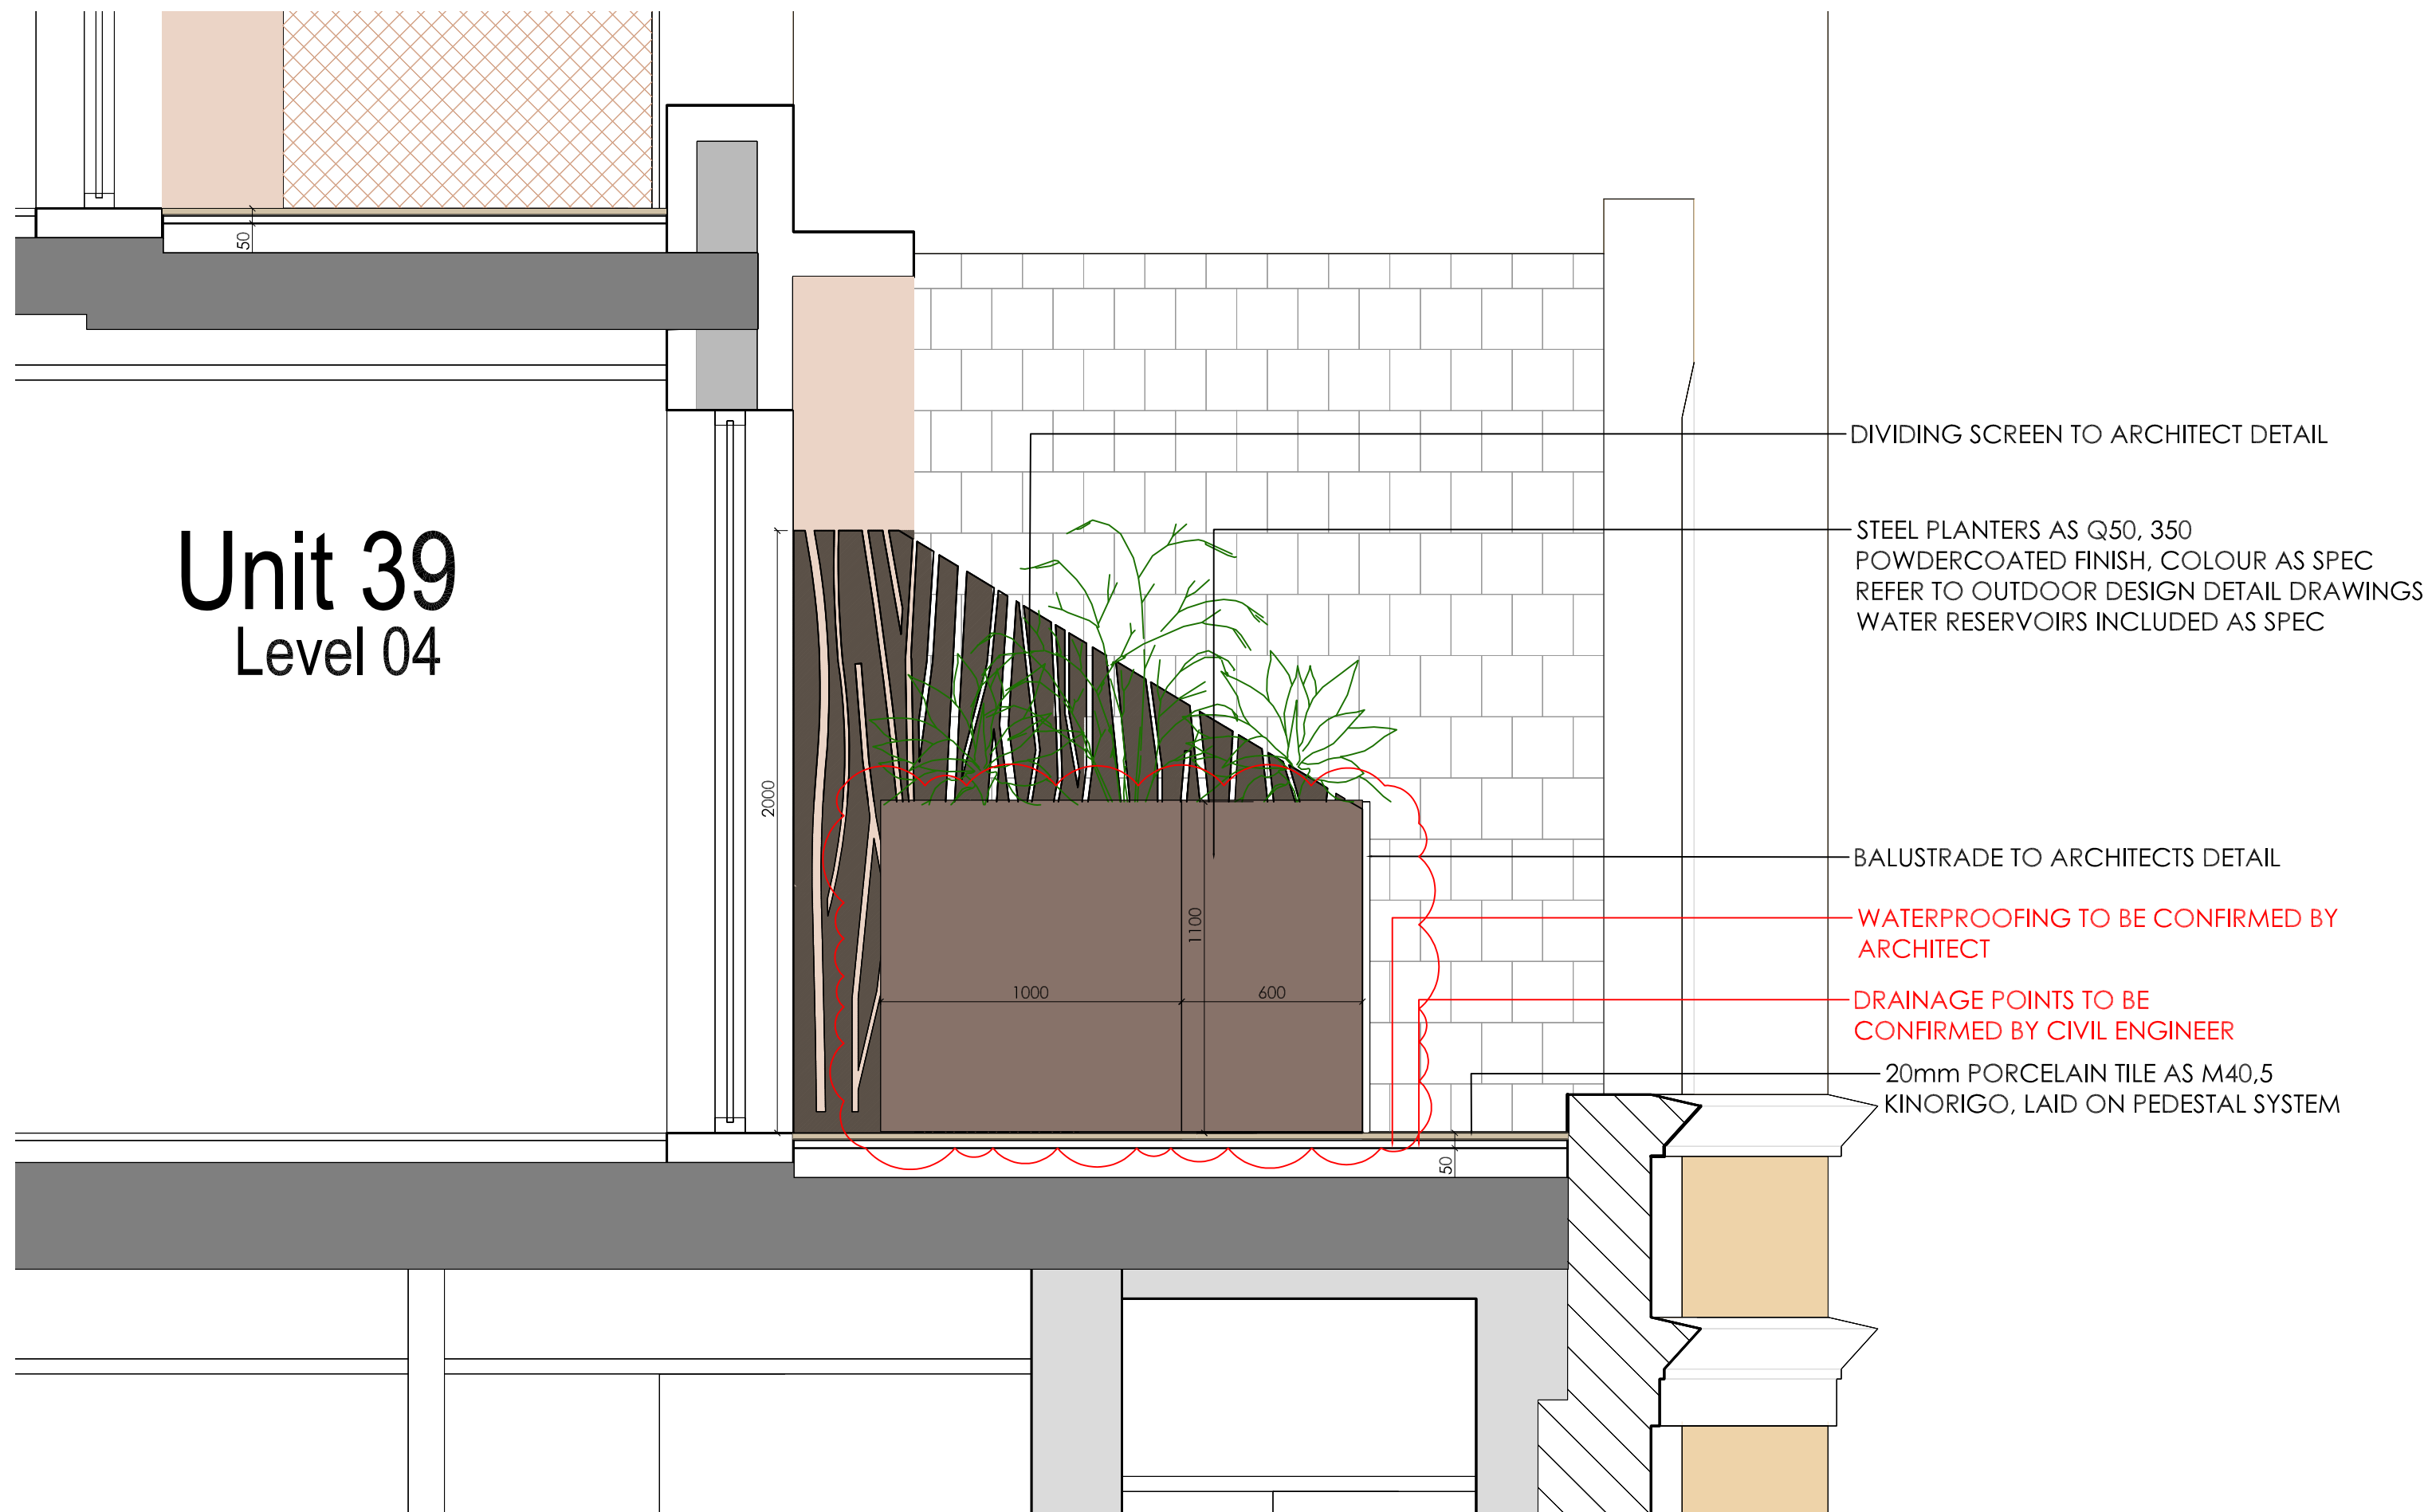 50
Unit 39
Level 04
DIVIDING SCREEN TO ARCHITECT DETAIL
STEEL PLANTERS AS Q50, 350
POWDERCOATED FINISH, COLOUR AS SPEC
REFER TO OUTDOOR DESIGN DETAIL DRAWINGS
WATER RESERVOIRS INCLUDED AS SPEC
2000
1100
1000
600
BALUSTRADE TO ARCHITECTS DETAIL
WATERPROOFING TO BE CONFIRMED BY
ARCHITECT
DRAINAGE POINTS TO BE
CONFIRMED BY CIVIL ENGINEER
20mm PORCELAIN TILE AS M40,5
KINORIGO, LAID ON PEDESTAL SYSTEM
50